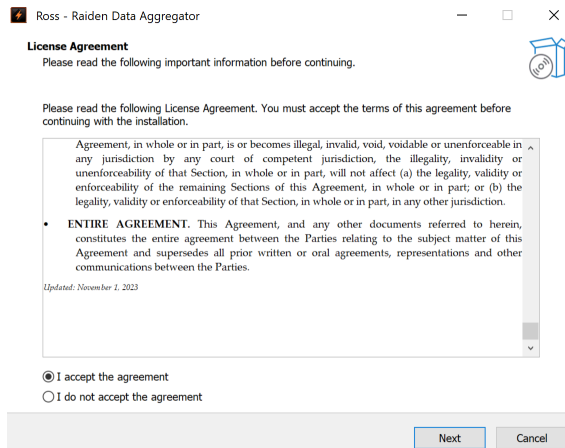 Ross - Raiden Data Aggregator
License Agreement
Please read the following important information before continuing.
Please read the following License Agreement. You must accept the terms of this agreement before
continuing with the installation.
Agreement, in whole or in part, is or becomes illegal, invalid, void, voidable or unenforceable in
any jurisdiction by any court of competent jurisdiction, the illegality, invalidity or
unenforceability of that Section, in whole or in part, will not affect (a) the legality, validity or
enforceability of the remaining Sections of this Agreement, in whole or in part; or (b) the
legality, validity or enforceability of that Section, in whole or in part, in any other jurisdiction.
• ENTIRE AGREEMENT. This Agreement, and any other documents referred to herein,
constitutes the entire agreement between the Parties relating to the subject matter of this
Agreement and supersedes all prior written or oral agreements, representations and other
communications between the Parties.
Updated: November 1, 2023
I accept the agreement
I do not accept the agreement
Next
Cancel